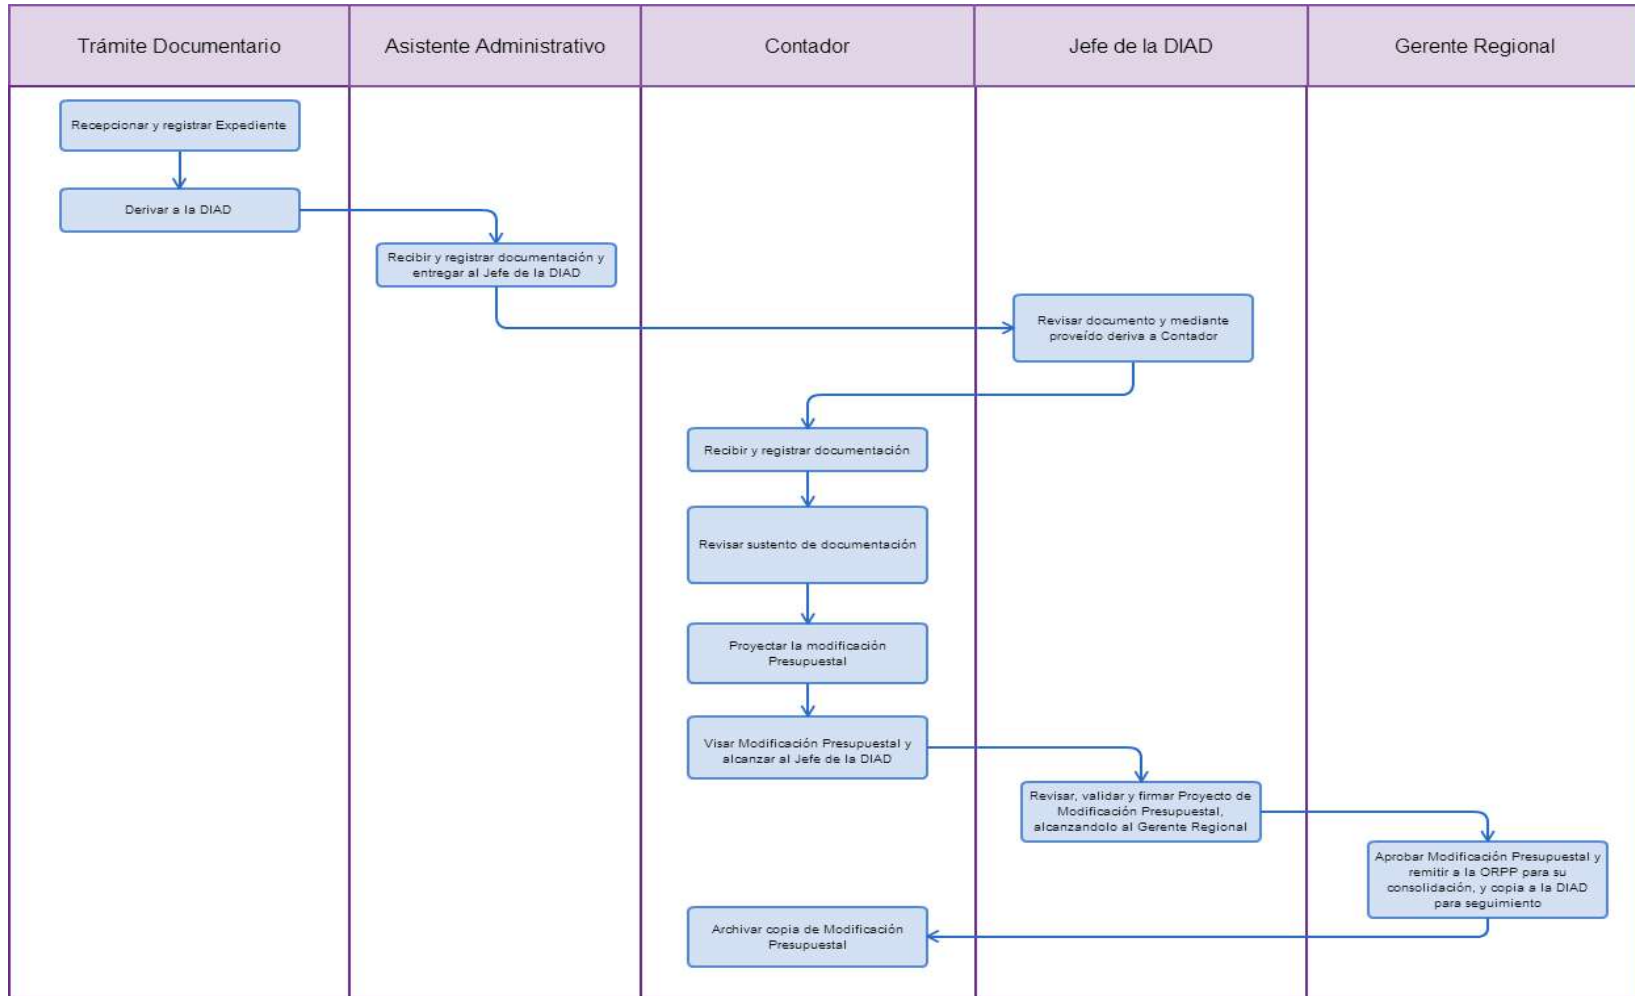 Trámite Documentario
Asistente Administrativo
Contador
Jefe de la DIAD
Gerente Regional
Recepcionar y registrar Expediente
Derivar a la DIAD
Recibir y registrar documentación y
entregar al Jefe de la DIAD
Revisar documento y mediante
proveído deriva a Contador
Recibir y registrar documentación
Revisar sustento de documentación
Proyectar la modificación
Presupuestal
Visar Modificación Presupuestal y
alcanzar al Jefe de la DIAD
Revisar, validar y firmar Proyecto de
Modificación Presupuestal,
alcanzandolo al Gerente Regional
Aprobar Modificación Presupuestal y
remitir a la ORPP para su
consolidación, y copia a la DIAD
para seguimiento
Archivar copia de Modificación
Presupuestal